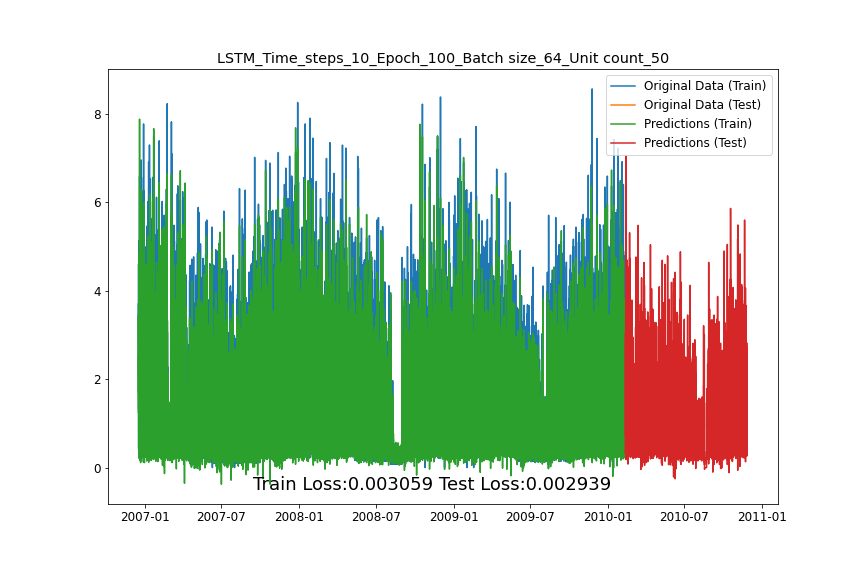 LSTM_Time_steps_10_Epoch_100_Batch size_64_Unit count_50
Original Data (Train)
Original Data (Test)
Predictions (Train)
Predictions (Test)
8
6
4
2
0
Train Loss:0.003059 Test Loss:0.002939
2007-01 2007-07 2008-01 2008-07 2009-01 2009-07 2010-01 2010-07 2011-01